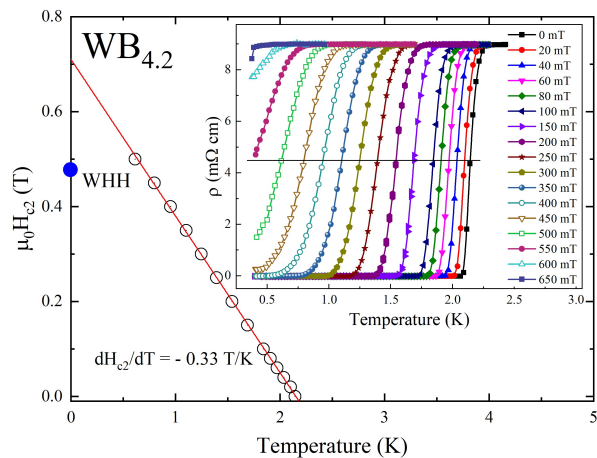 WB4.2
0.8
0.6
0.4
0.2
0.0
μ0Hc2 (T)
WHH
dHc2/dT = - 0.33 T/K
0 1 2 3 4 5
Temperature (K)
8
6
4
2
0
ρ (mΩ cm)
0.5 1.0 1.5 2.0 2.5 3.0
Temperature (K)
0 mT
20 mT
40 mT
60 mT
80 mT
100 mT
150 mT
200 mT
250 mT
300 mT
350 mT
400 mT
450 mT
500 mT
550 mT
600 mT
650 mT